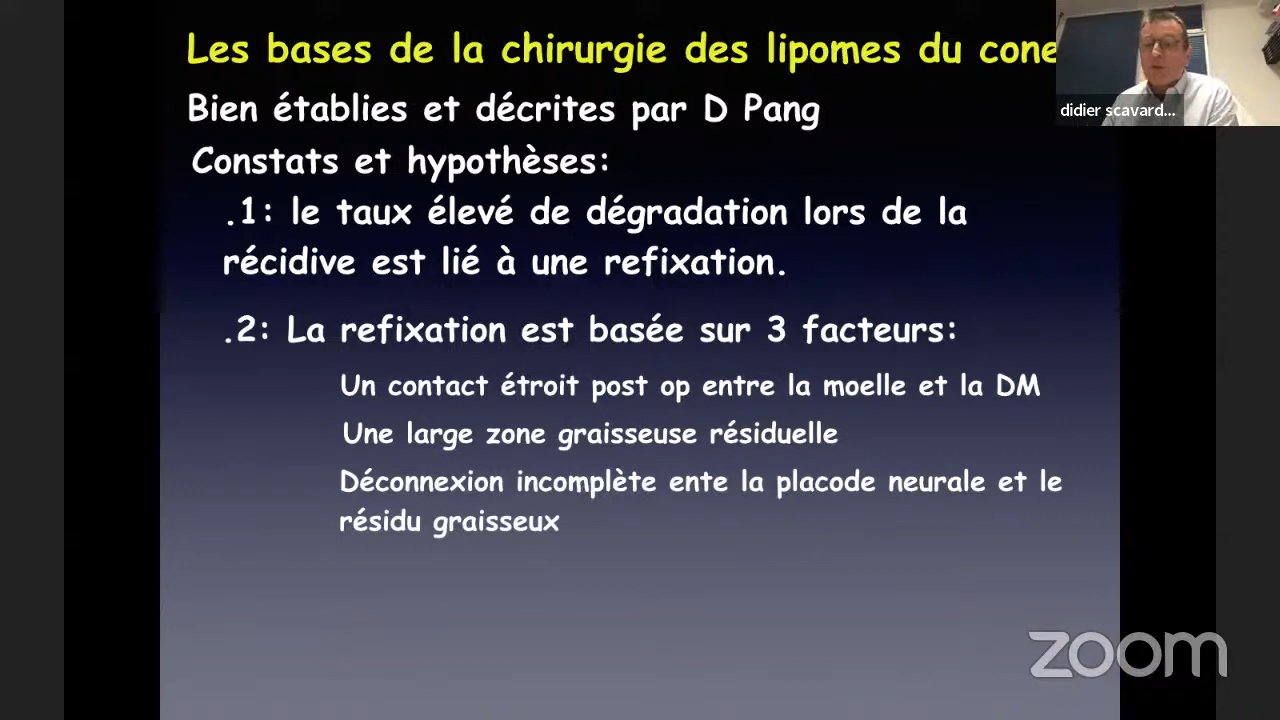 Les bases de la chirurgie des lipomes du cone
didier scavard...
Bien établies et décrites par D Pang
Constats et hypothèses:
.1: le taux élevé de dégradation lors de la
récidive est lié à une refixation.
.2: La refixation est basée sur 3 facteurs:
Un contact étroit post op entre la moelle et la DM
Une large zone graisseuse résiduelle
Déconnexion incomplète ente la placode neurale et le
résidu graisseux
zoom